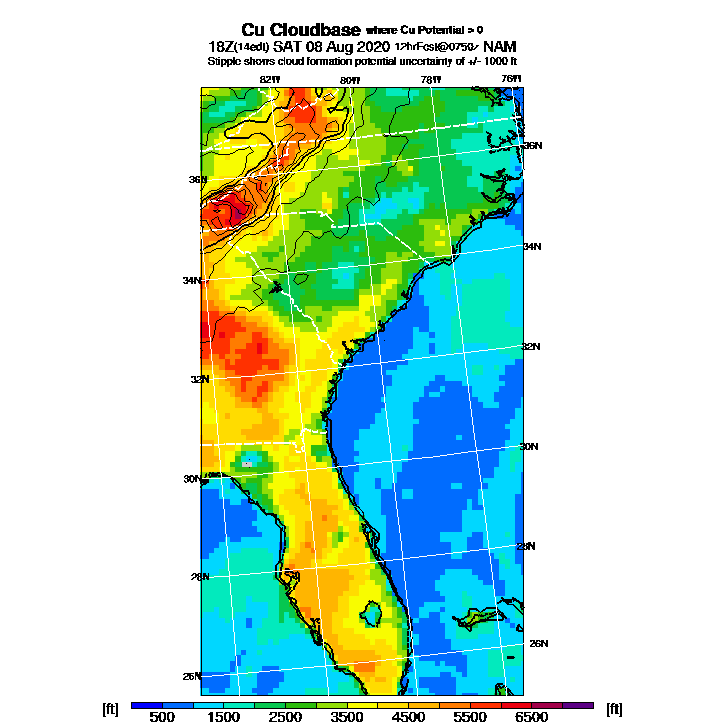 Cu Cloudbase where Cu Potential > 0
18Z(14edt) SAT 08 Aug 2020 12hrFcst@0750z NAM
Stipple shows cloud formation potential uncertainty of +/- 1000 ft
82W 80W 78W 76W
36N
36N
34N
34N
32N
32N
30N
30N
28N
28N
26N
26N
[ft] [ft]
500 1500 2500 3500 4500 5500 6500